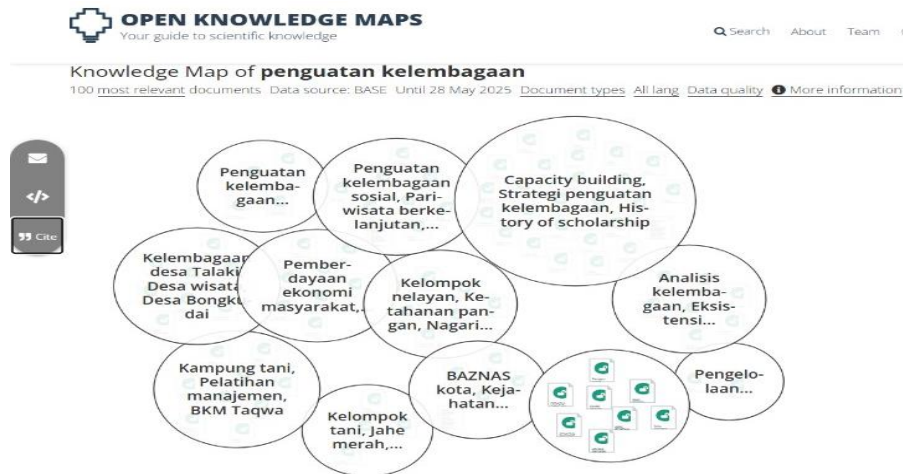 OPEN KNOWLEDGE MAPS
Your guide to scientific knowledge
Search About Team
Knowledge Map of penguatan kelembagaan
100 most relevant documents Data source: BASE Until 28 May 2025 Document types All lang Data quality More information
</>
Cite
Penguatan
kelemba-
gaan...
Penguatan
kelembagaan
sosial, Pari-
wisata berke-
lanjutan,...
Capacity building,
Strategi penguatan
kelembagaan, His-
tory of scholarship
Kelembagaan
desa Talaki
Desa wisata
Desa Bongku
dai
Pember-
dayaan
ekonomi
masyarakat,
Kelompok
nelayan, Ke-
tahanan pan-
gan, Nagari...
Analisis
kelemba-
gaan, Eksis-
tensi...
Kampung tani,
Pelatihan
manajemen,
BKM Taqwa
Kelompok
tani, Jahe
merah,...
BAZNAS
kota, Keja-
hatan...
Pengelo-
laan...